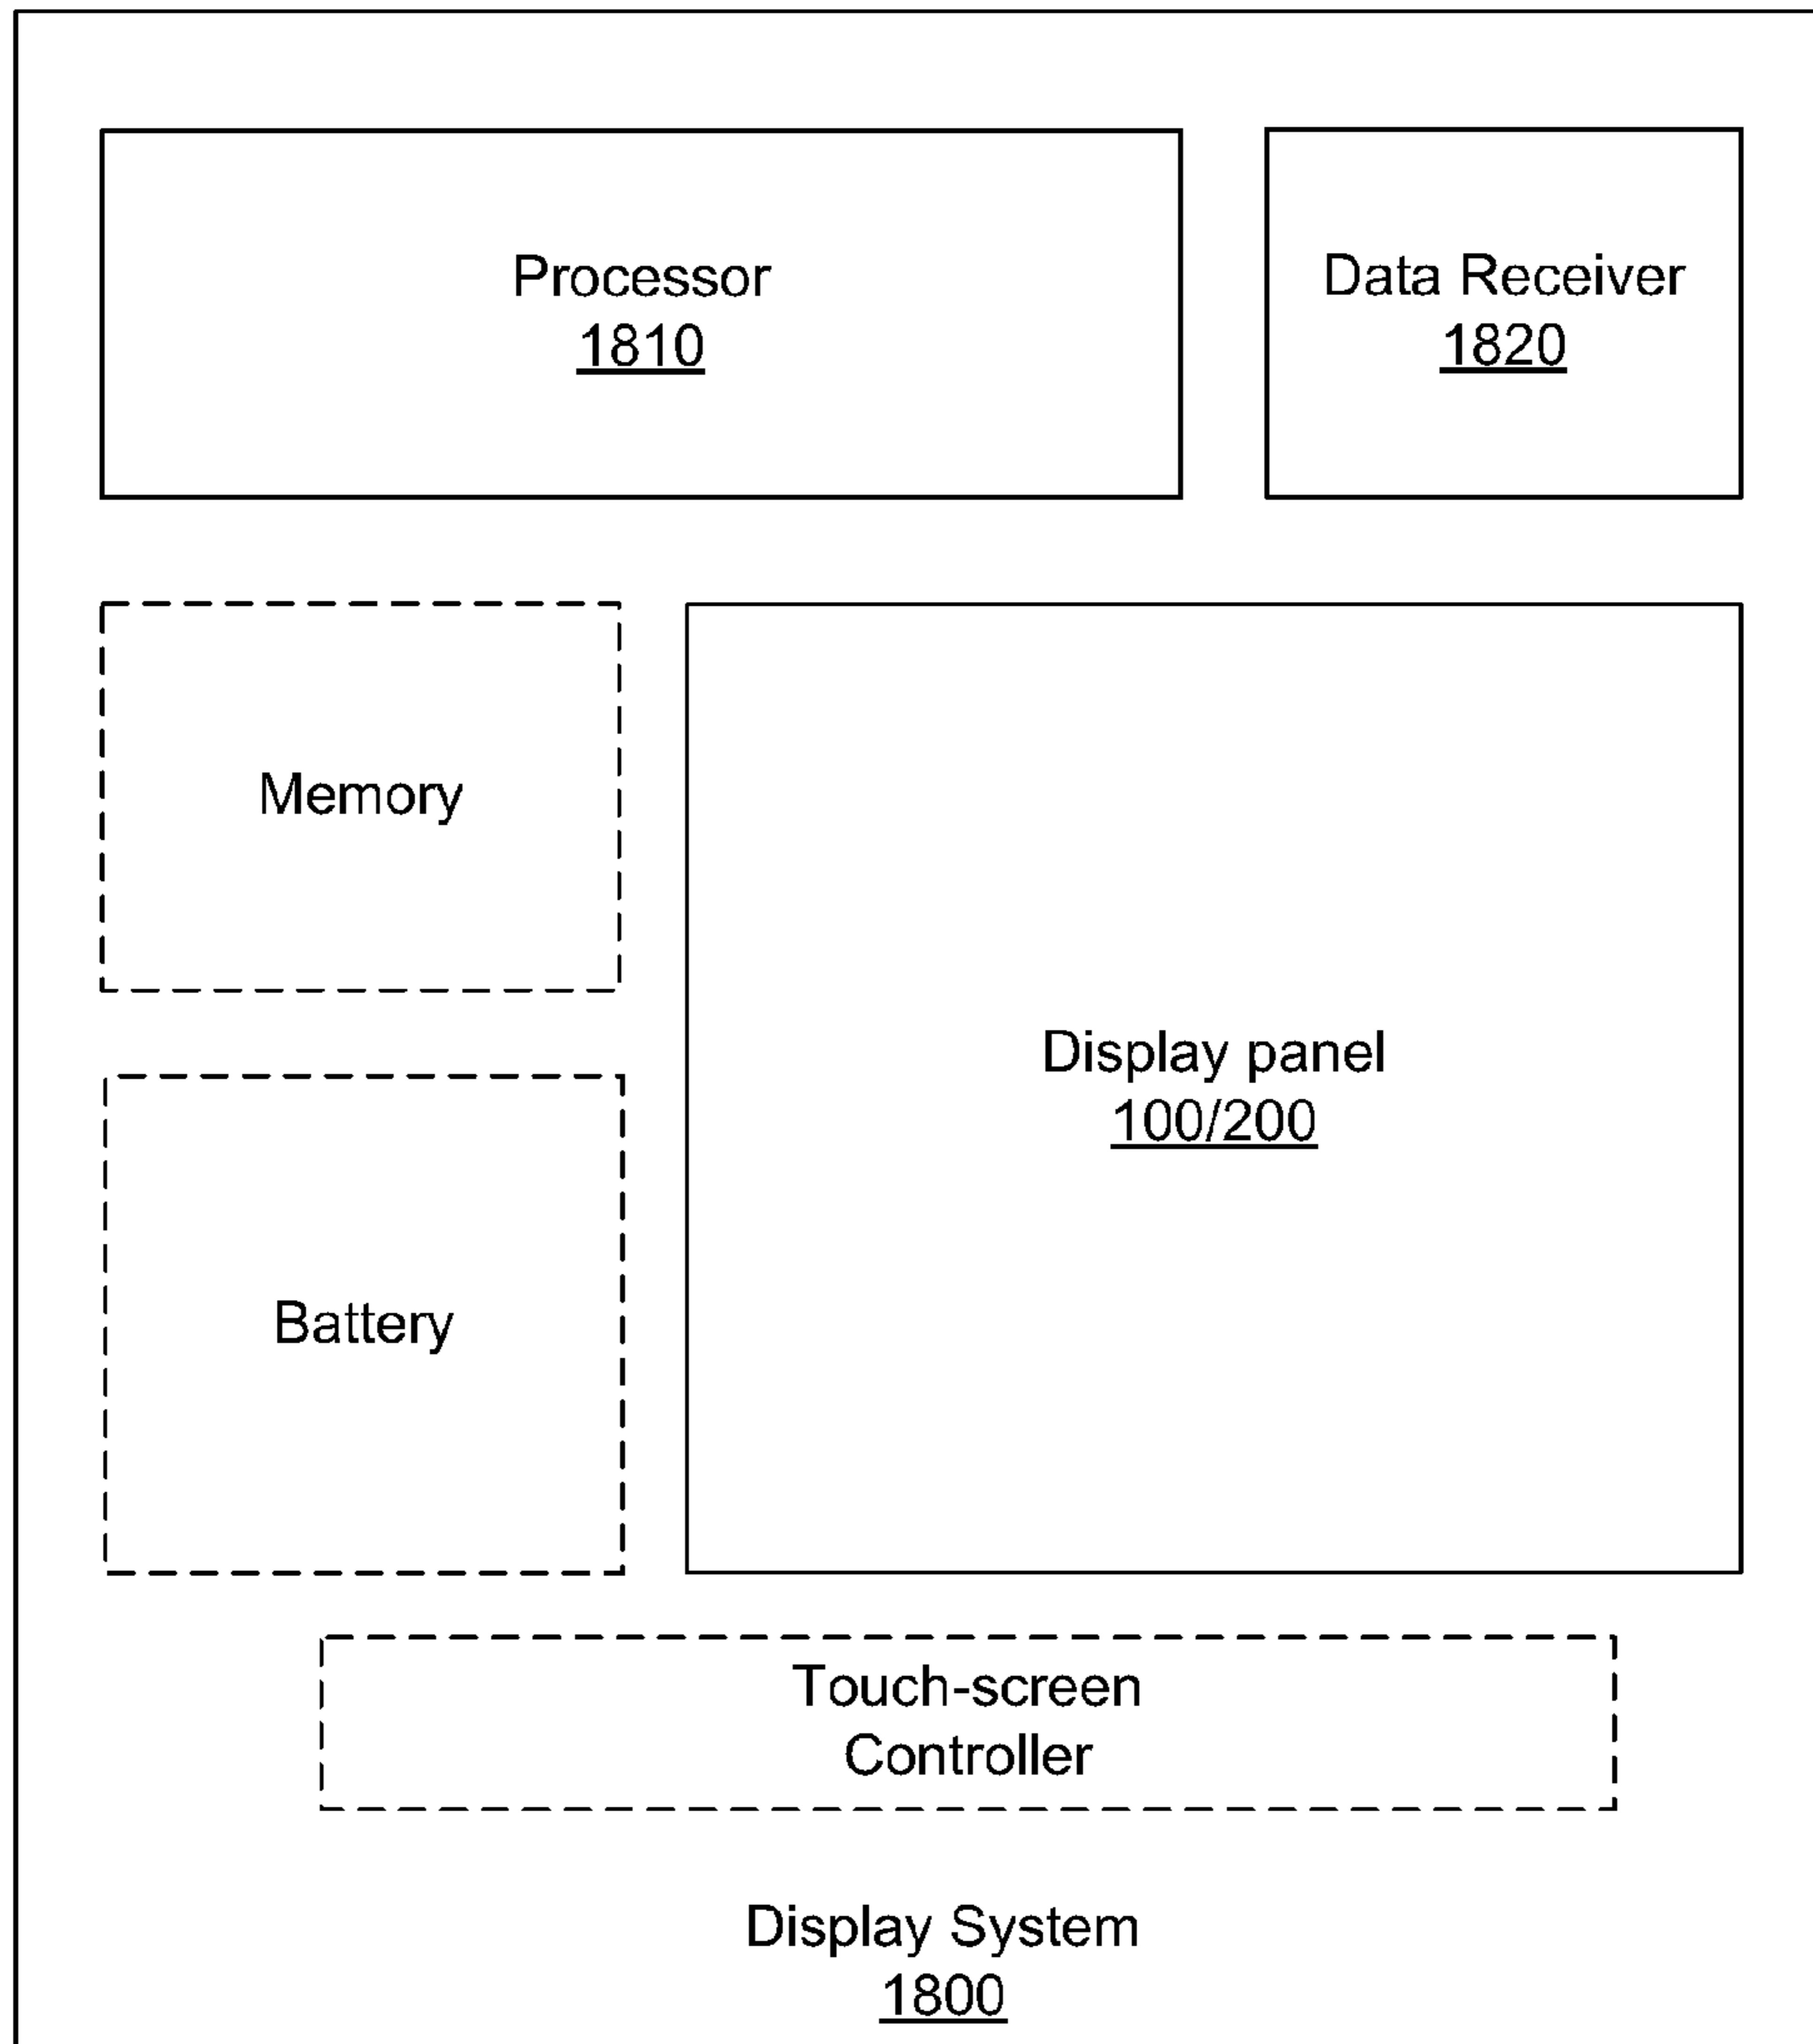 Processor
1810
Data Receiver
1820
Memory
Display panel
100/200
Battery
Touch-screen
Controller
Display System
1800